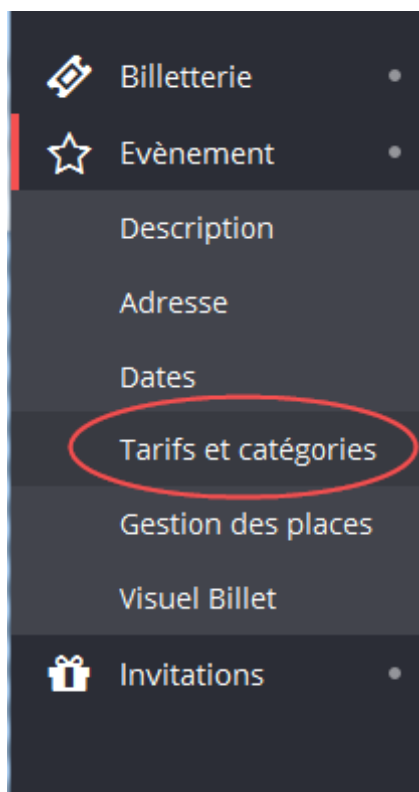 Billetterie
Evènement
Description
Adresse
Dates
Tarifs et catégories
Gestion des places
Visuel Billet
Invitations